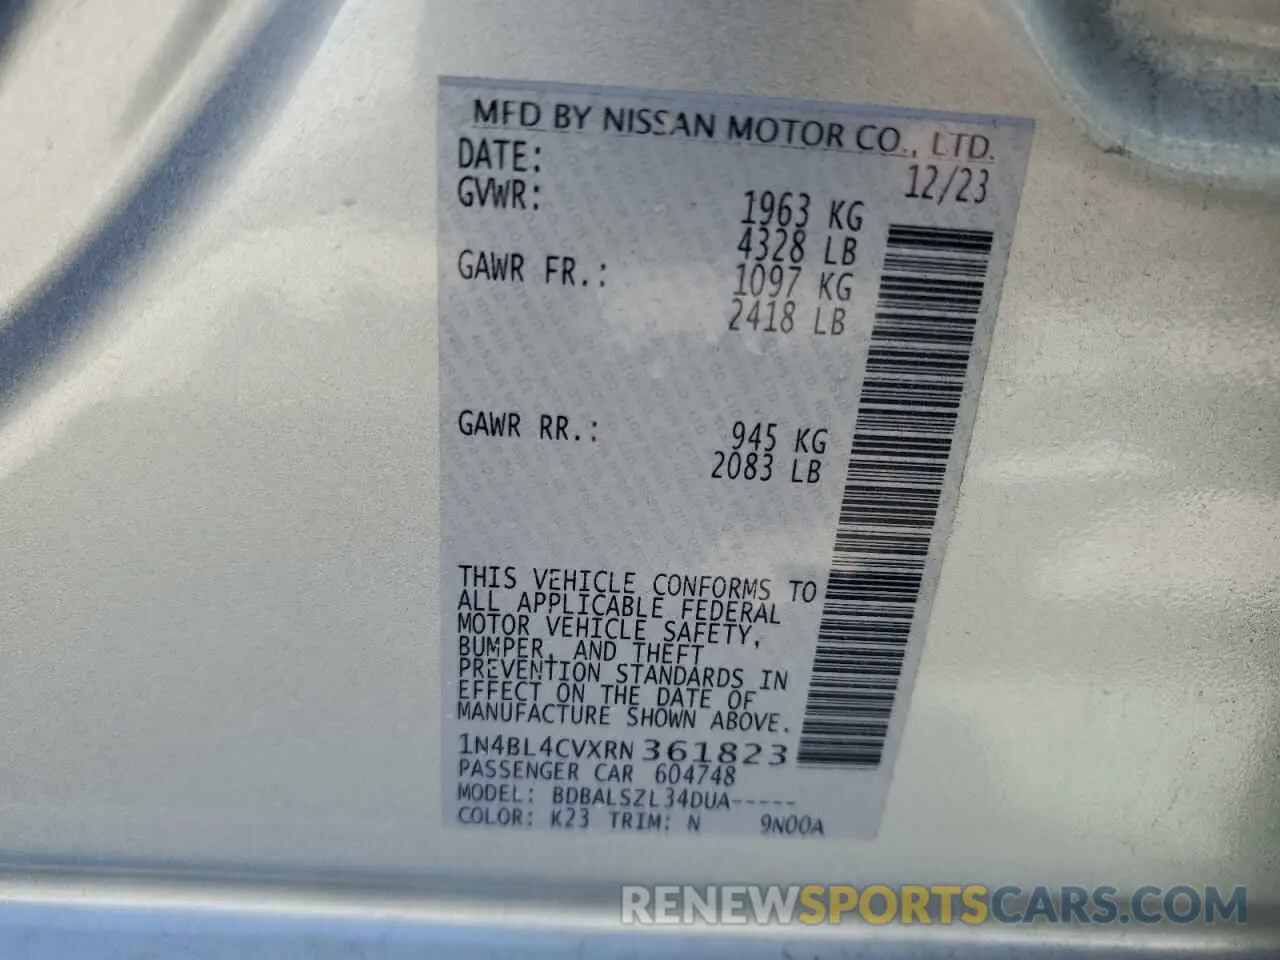 MFD BY NISSAN MOTOR CO., LTD.
DATE: 12/23
GVWR: 1963 KG
4328 LB
GAWR FR.: 1097 KG
2418 LB
GAWR RR.: 945 KG
2083 LB
THIS VEHICLE CONFORMS TO
ALL APPLICABLE FEDERAL
MOTOR VEHICLE SAFETY,
BUMPER, AND THEFT
PREVENTION STANDARDS IN
EFFECT ON THE DATE OF
MANUFACTURE SHOWN ABOVE.
1N4BL4CVXRN 361823
PASSENGER CAR 604748
MODEL: BDBALSZL34DUA-----
COLOR: K23 TRIM: N 9N00A
RENEWSPORTSCARS.COM